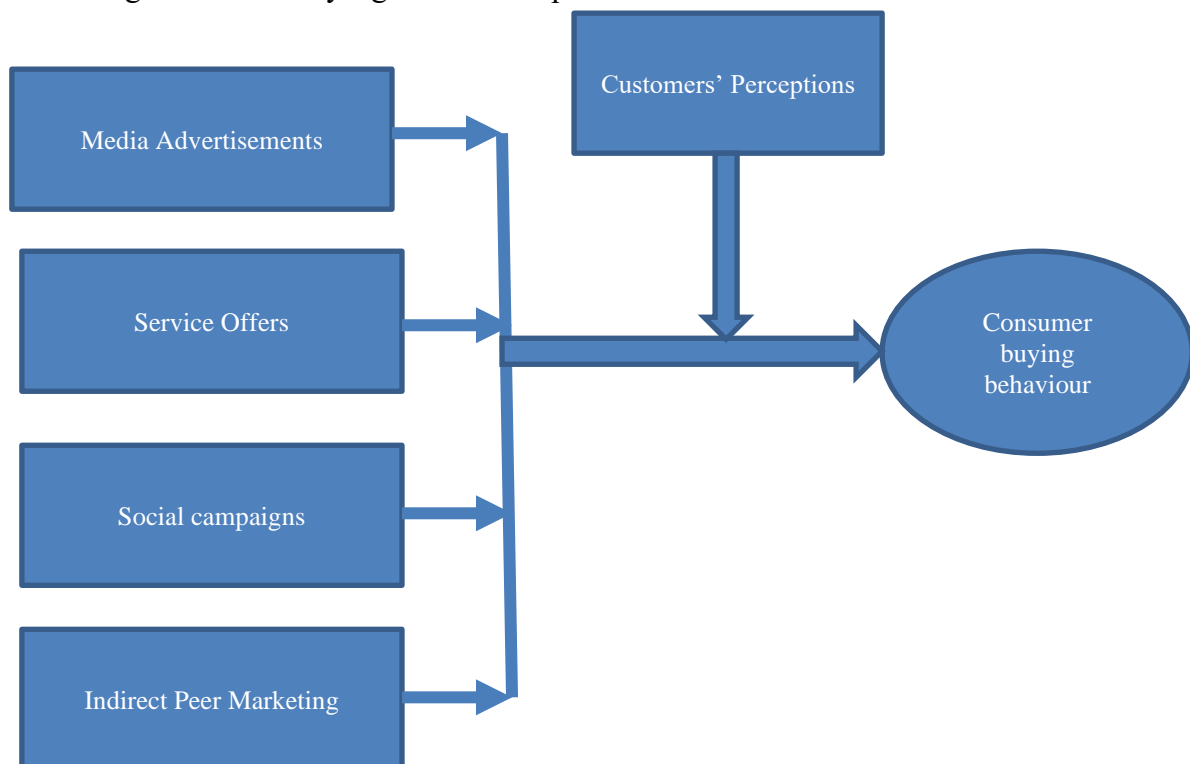 Customers’ Perceptions
Media Advertisements
Service Offers
Consumer
buying
behaviour
Social campaigns
Indirect Peer Marketing